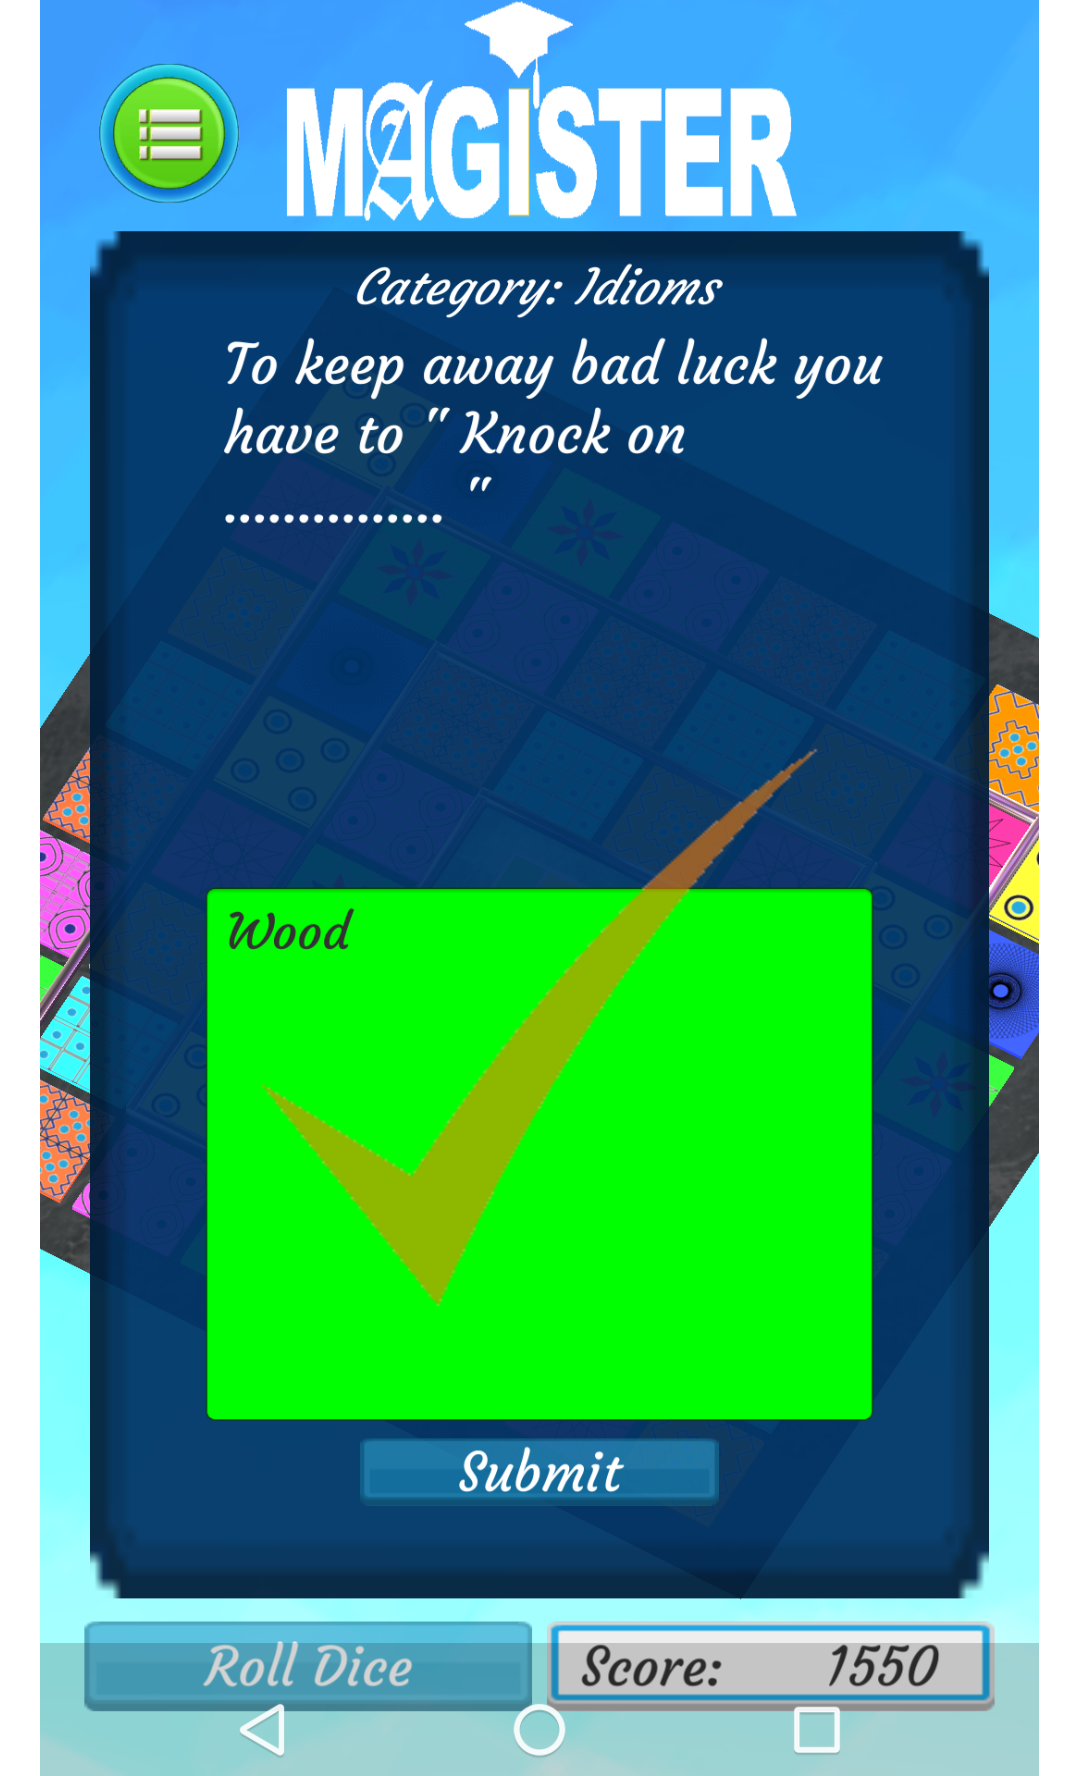 MAGISTER
Category: Idioms
To keep away bad luck you
have to " Knock on
............... "
Wood
Submit
Roll Dice
Score: 1550